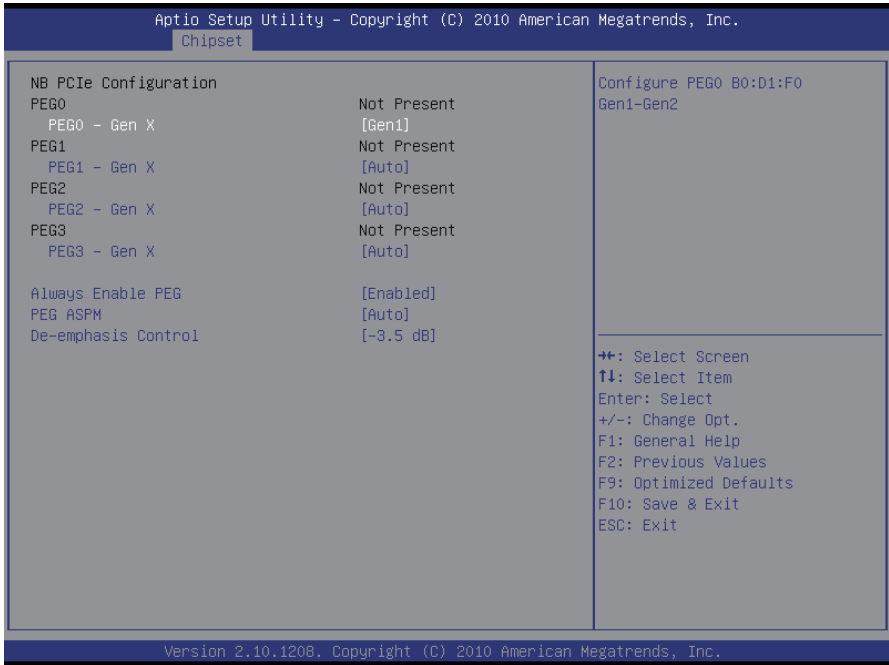 Aptio Setup Utility – Copyright (C) 2010 American Megatrends, Inc.
Chipset
NB PCIe Configuration
PEG0 Not Present
PEG0 – Gen X [Gen1]
PEG1 Not Present
PEG1 – Gen X [Auto]
PEG2 Not Present
PEG2 – Gen X [Auto]
PEG3 Not Present
PEG3 – Gen X [Auto]
Always Enable PEG [Enabled]
PEG ASPM [Auto]
De-emphasis Control [-3.5 dB]
Configure PEG0 B0:D1:F0
Gen1-Gen2
→←: Select Screen
↑↓: Select Item
Enter: Select
+/-: Change Opt.
F1: General Help
F2: Previous Values
F9: Optimized Defaults
F10: Save & Exit
ESC: Exit
Version 2.10.1208. Copyright (C) 2010 American Megatrends, Inc.